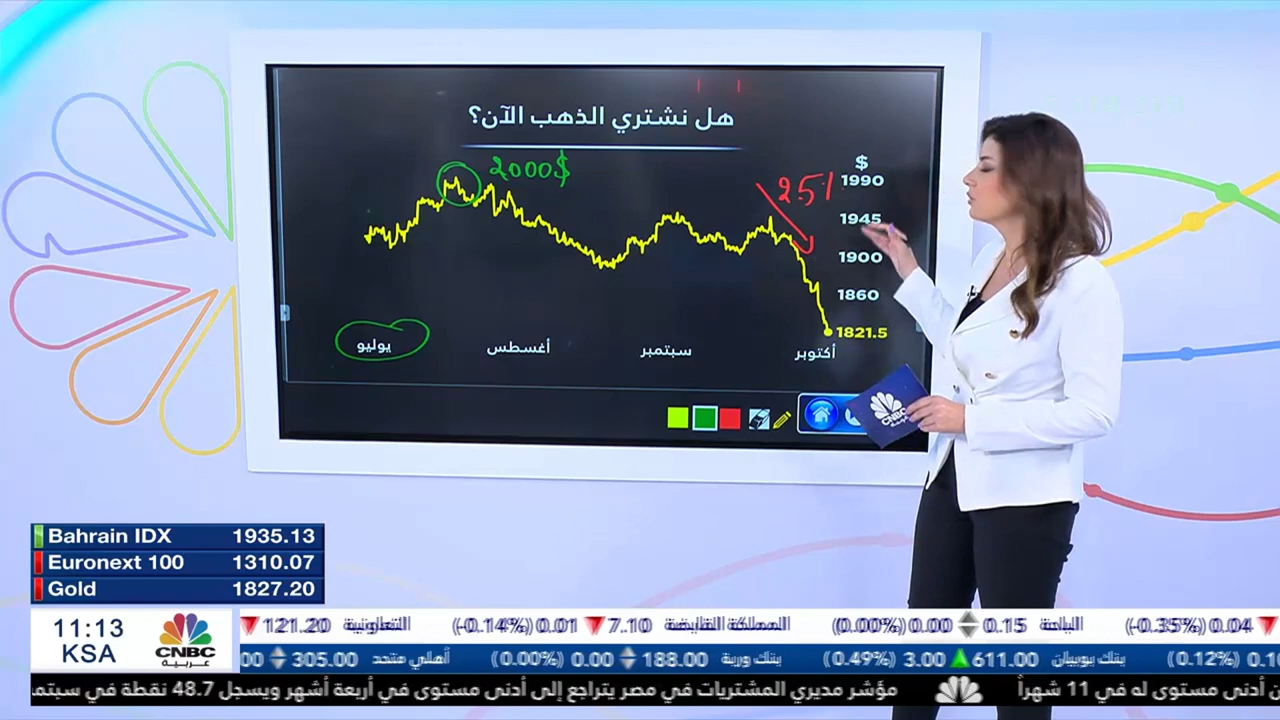 هل نشتري الذهب الآن؟
2000$
25%
$
1990
1945
1900
1860
1821.5
يوليو
أغسطس
سبتمبر
أكتوبر
CNBC
عربية
Bahrain IDX 1935.13
Euronext 100 1310.07
Gold 1827.20
11:13
KSA
CNBC
عربية
0.04 (-0.35%) الباحة 0.15 0.00 (0.00%) المملكة القابضة 7.10 0.01 (-0.14%) التعاونية 121.20
(0.12%) بنك بوبيان 611.00 3.00 (0.49%) بنك وربة 188.00 0.00 (0.00%) أهلي متحد 305.00
أدنى مستوى له في 11 شهراً مؤشر مديري المشتريات في مصر يتراجع إلى أدنى مستوى في أربعة أشهر ويسجل 48.7 نقطة في